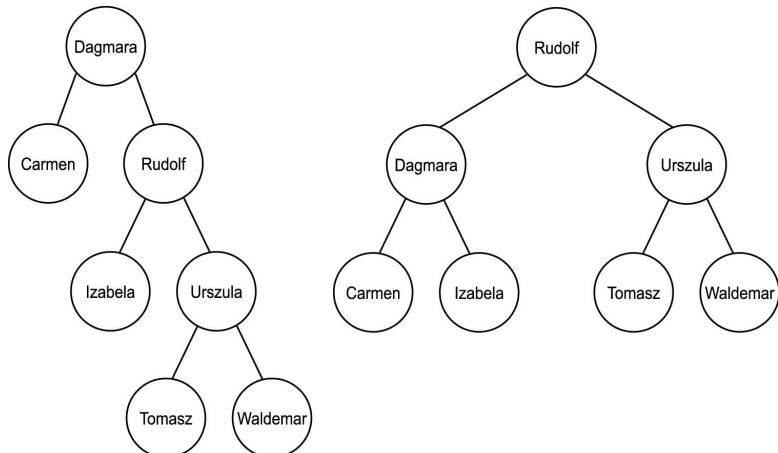 Dagmara
Carmen
Rudolf
Izabela
Urszula
Tomasz
Waldemar
Rudolf
Dagmara
Urszula
Carmen
Izabela
Tomasz
Waldemar